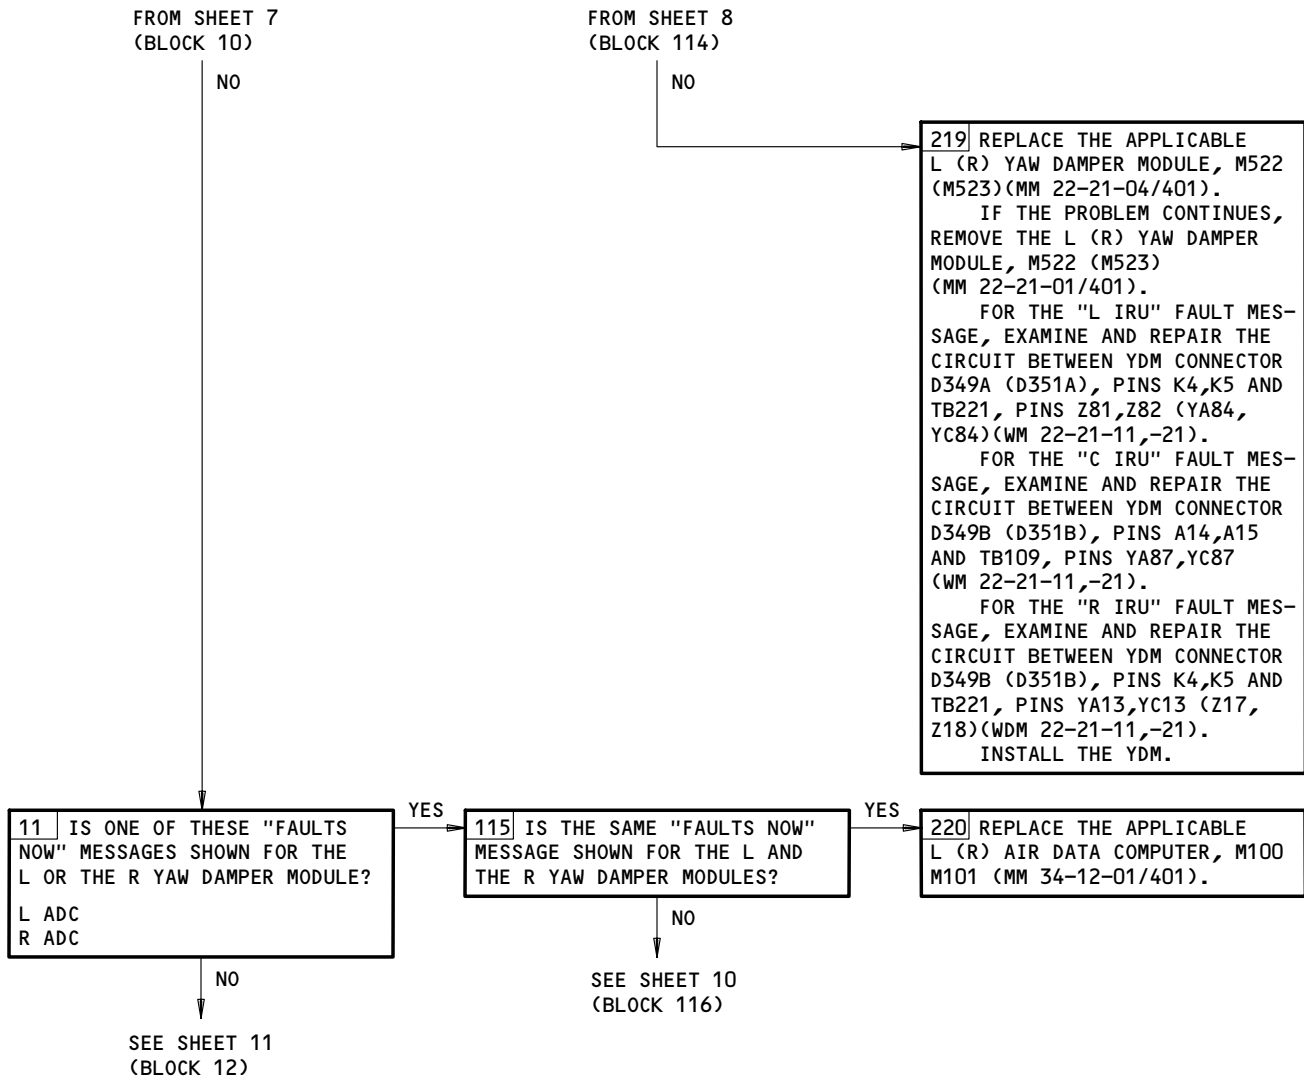 FROM SHEET 7
(BLOCK 10)
NO
FROM SHEET 8
(BLOCK 114)
NO
219 REPLACE THE APPLICABLE
L (R) YAW DAMPER MODULE, M522
(M523)(MM 22-21-04/401).
IF THE PROBLEM CONTINUES,
REMOVE THE L (R) YAW DAMPER
MODULE, M522 (M523)
(MM 22-21-01/401).
FOR THE "L IRU" FAULT MES-
SAGE, EXAMINE AND REPAIR THE
CIRCUIT BETWEEN YDM CONNECTOR
D349A (D351A), PINS K4,K5 AND
TB221, PINS Z81,Z82 (YA84,
YC84)(WM 22-21-11,-21).
FOR THE "C IRU" FAULT MES-
SAGE, EXAMINE AND REPAIR THE
CIRCUIT BETWEEN YDM CONNECTOR
D349B (D351B), PINS A14,A15
AND TB109, PINS YA87,YC87
(WM 22-21-11,-21).
FOR THE "R IRU" FAULT MES-
SAGE, EXAMINE AND REPAIR THE
CIRCUIT BETWEEN YDM CONNECTOR
D349B (D351B), PINS K4,K5 AND
TB221, PINS YA13,YC13 (Z17,
Z18)(WDM 22-21-11,-21).
INSTALL THE YDM.
11 IS ONE OF THESE "FAULTS
NOW" MESSAGES SHOWN FOR THE
L OR THE R YAW DAMPER MODULE?
L ADC
R ADC
YES
115 IS THE SAME "FAULTS NOW"
MESSAGE SHOWN FOR THE L AND
THE R YAW DAMPER MODULES?
YES
220 REPLACE THE APPLICABLE
L (R) AIR DATA COMPUTER, M100
M101 (MM 34-12-01/401).
NO
SEE SHEET 10
(BLOCK 116)
NO
SEE SHEET 11
(BLOCK 12)